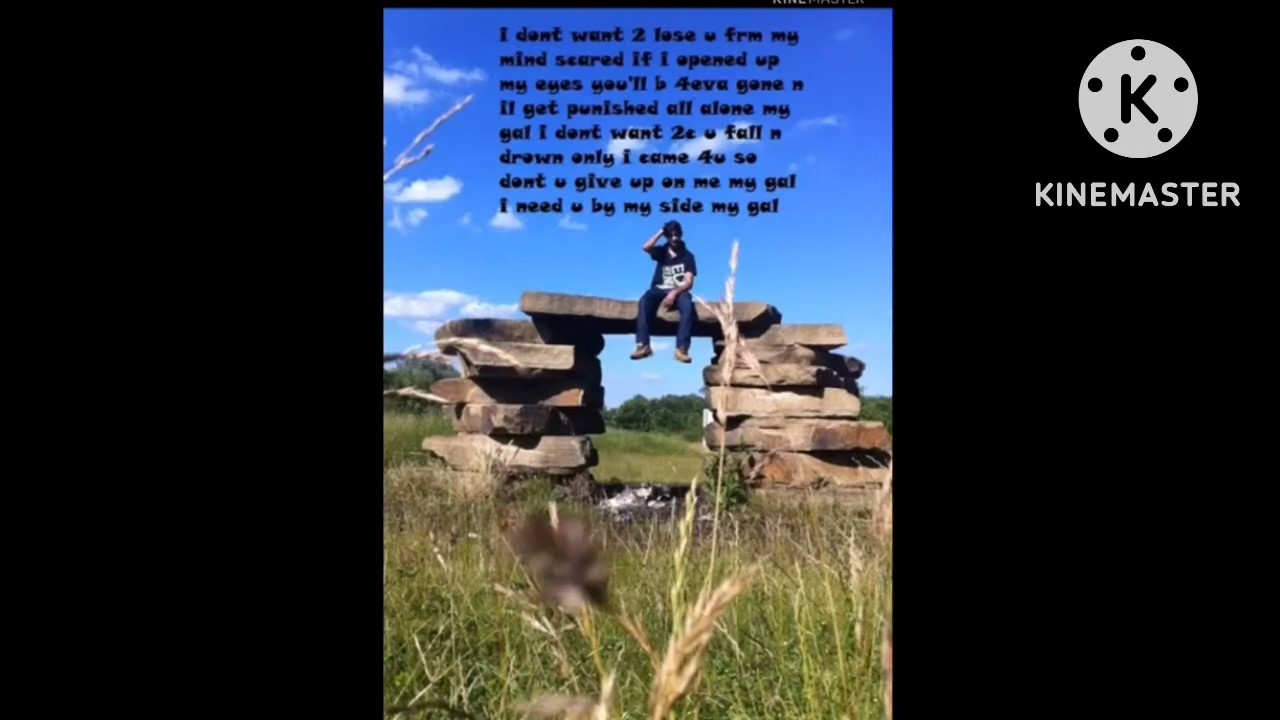 KINEMASTER
i dont want 2 lose u frm my
mind scared if i opened up
my eyes you'll b 4eva gone n
il get punished all alone my
gal i dont want 2c u fall n
drown only i came 4u so
dont u give up on me my gal
i need u by my side my gal
K
KINEMASTER